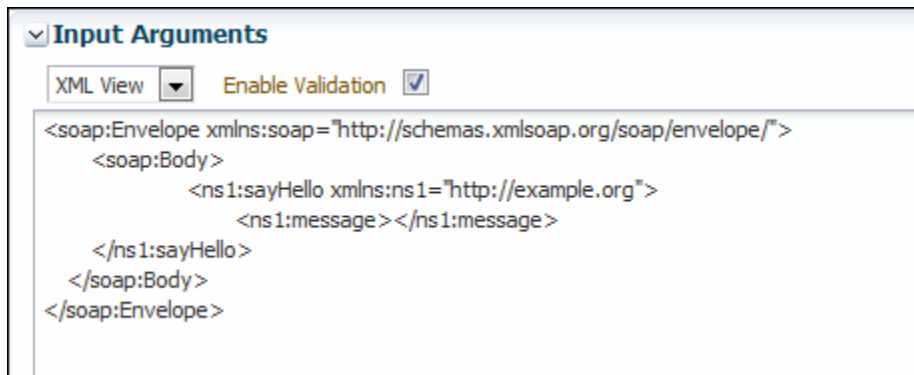 Input Arguments
XML View Enable Validation
<soap:Envelope xmlns:soap="http://schemas.xmlsoap.org/soap/envelope/">
<soap:Body>
<ns1:sayHello xmlns:ns1="http://example.org">
<ns1:message></ns1:message>
</ns1:sayHello>
</soap:Body>
</soap:Envelope>